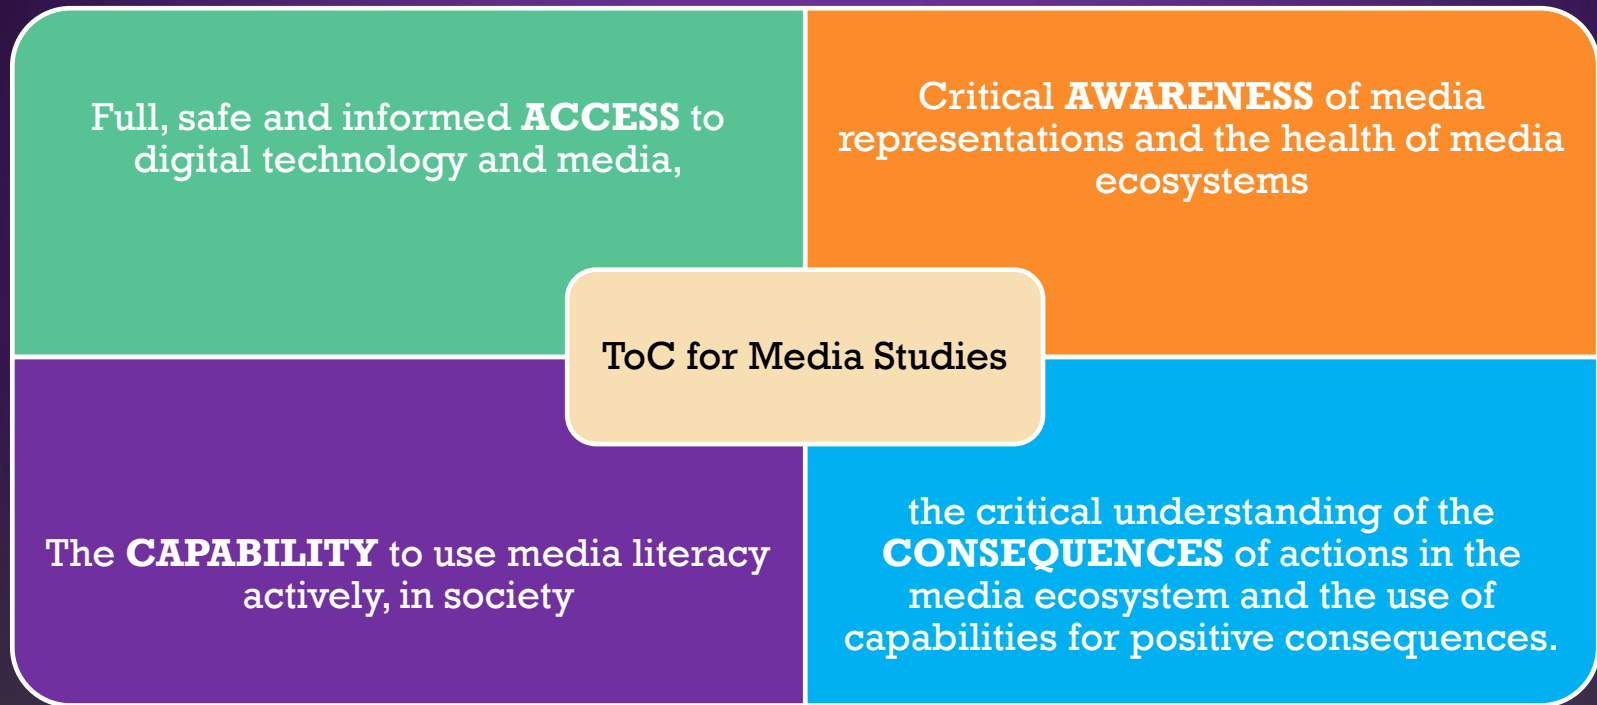 Full, safe and informed ACCESS to
digital technology and media,
Critical AWARENESS of media
representations and the health of media
ecosystems
ToC for Media Studies
The CAPABILITY to use media literacy
actively, in society
the critical understanding of the
CONSEQUENCES of actions in the
media ecosystem and the use of
capabilities for positive consequences.